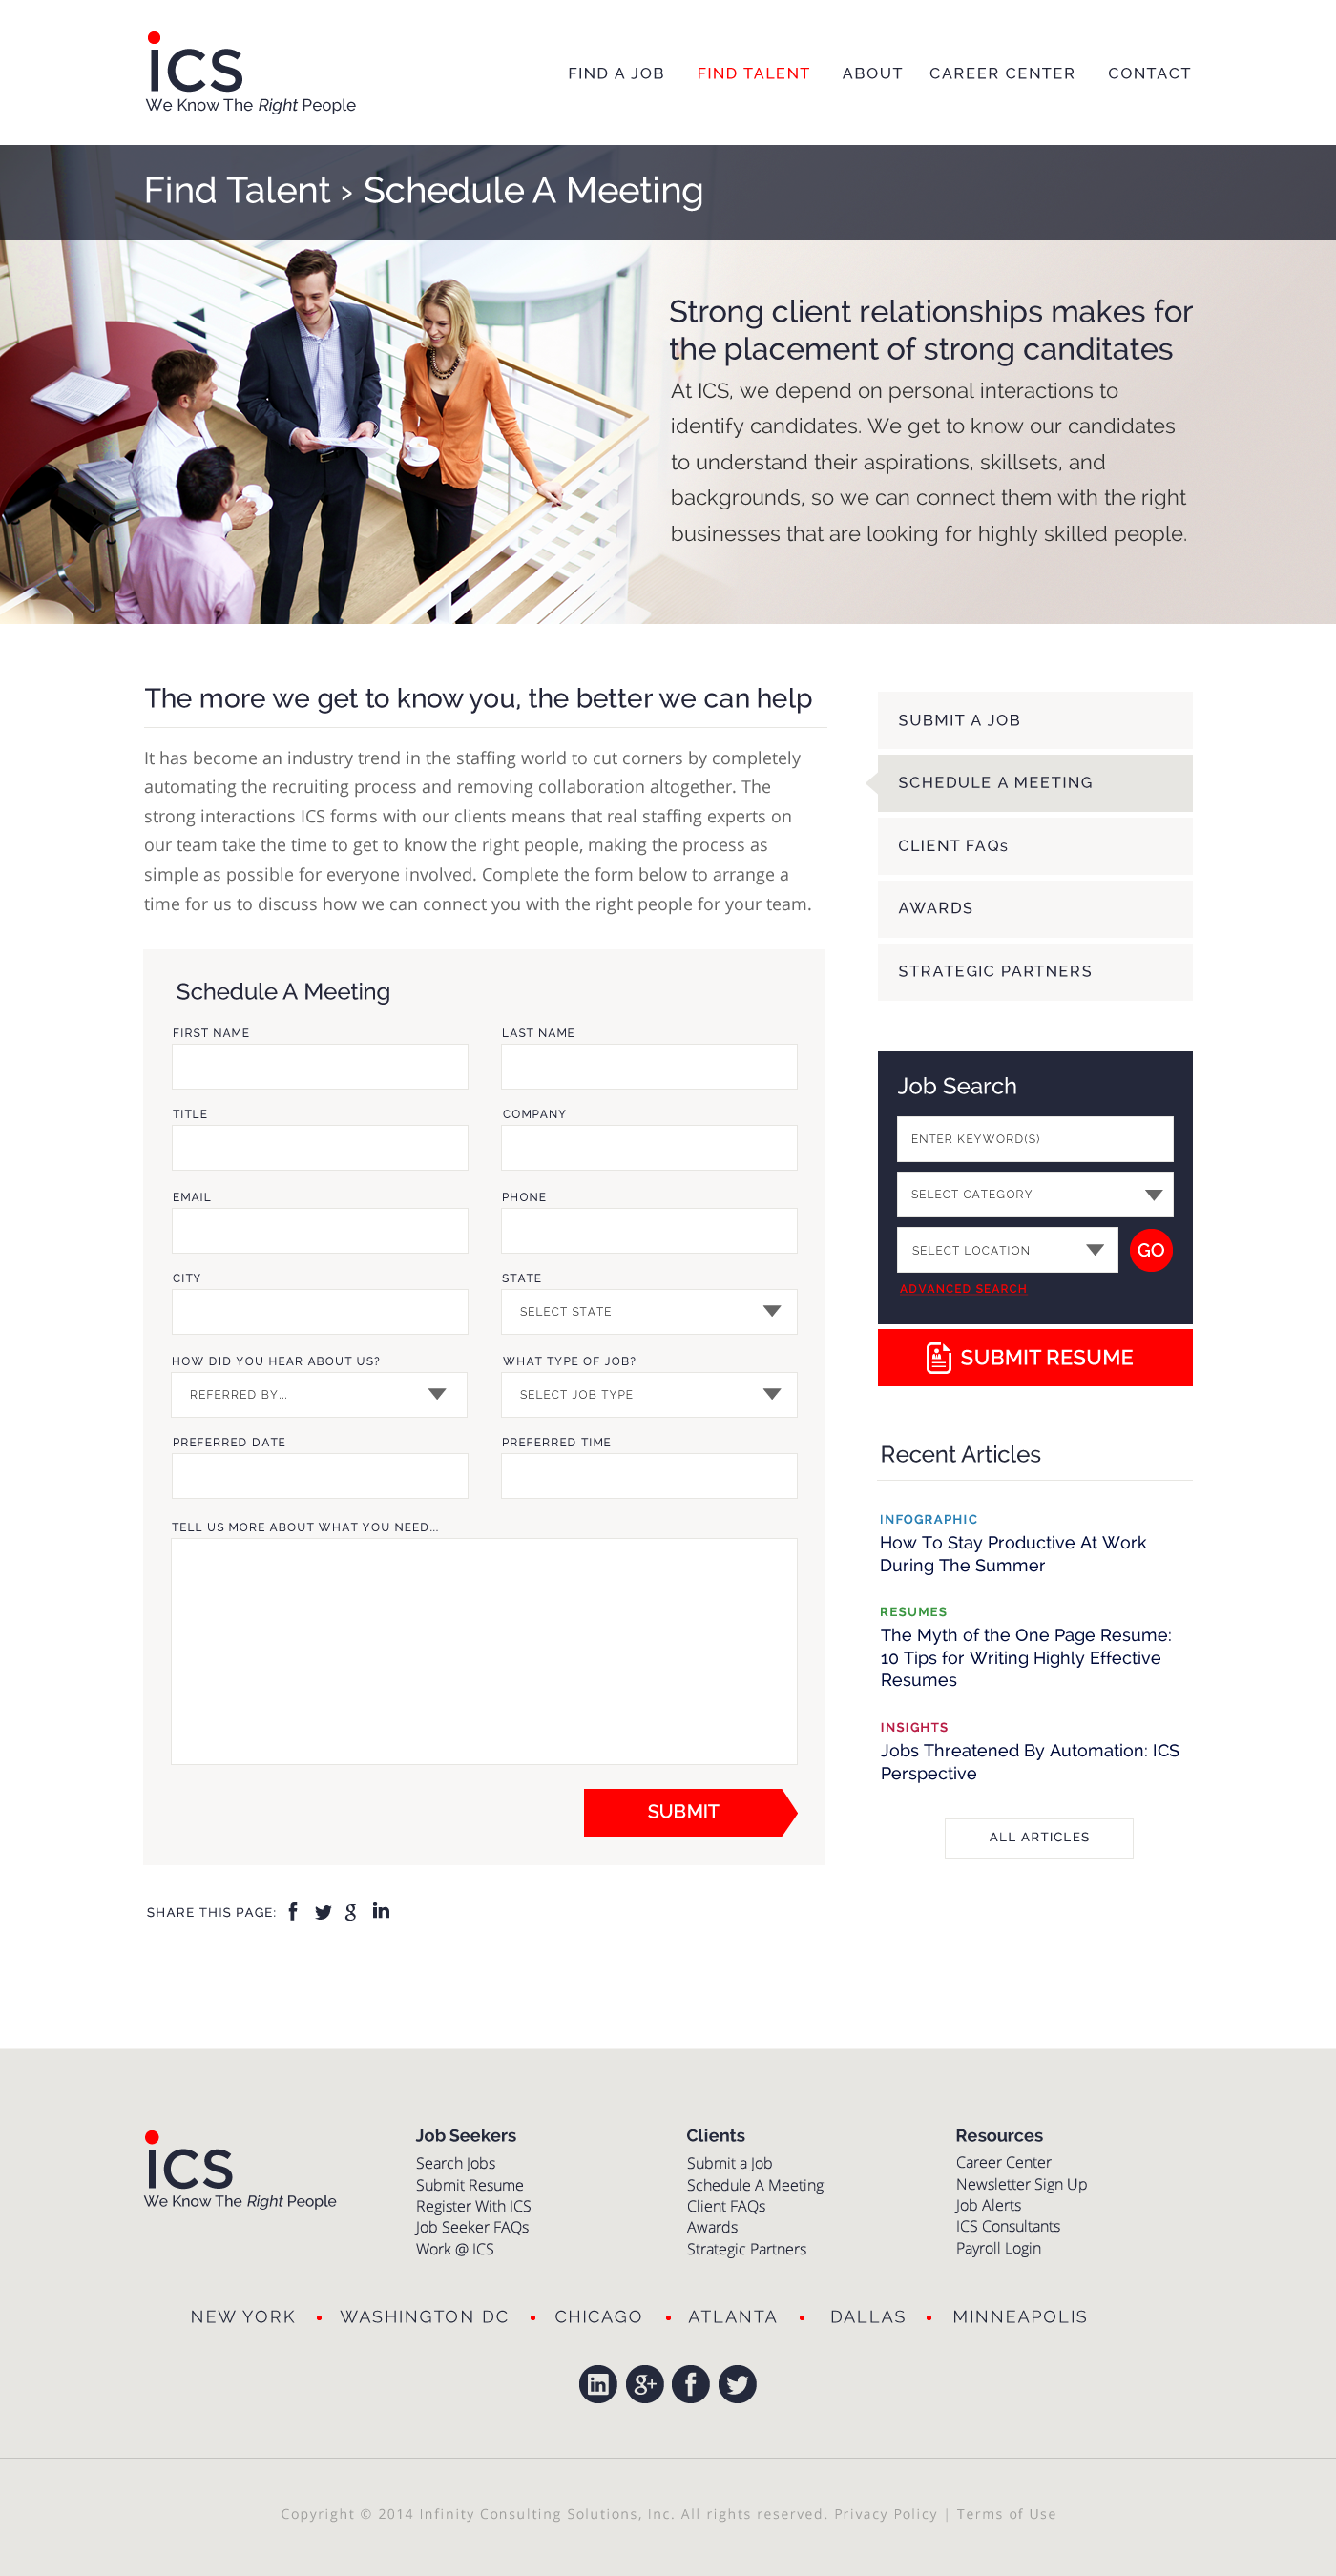 ics
We Know The Right People
FIND A JOB FIND TALENT ABOUT CAREER CENTER CONTACT
Find Talent › Schedule A Meeting
Strong client relationships makes for
the placement of strong canditates
At ICS, we depend on personal interactions to
identify candidates. We get to know our candidates
to understand their aspirations, skillsets, and
backgrounds, so we can connect them with the right
businesses that are looking for highly skilled people.
The more we get to know you, the better we can help
It has become an industry trend in the staffing world to cut corners by completely
automating the recruiting process and removing collaboration altogether. The
strong interactions ICS forms with our clients means that real staffing experts on
our team take the time to get to know the right people, making the process as
simple as possible for everyone involved. Complete the form below to arrange a
time for us to discuss how we can connect you with the right people for your team.
Schedule A Meeting
FIRST NAME LAST NAME
TITLE COMPANY
EMAIL PHONE
CITY STATE
SELECT STATE
HOW DID YOU HEAR ABOUT US? WHAT TYPE OF JOB?
REFERRED BY... SELECT JOB TYPE
PREFERRED DATE PREFERRED TIME
TELL US MORE ABOUT WHAT YOU NEED...
SUBMIT
SHARE THIS PAGE:
SUBMIT A JOB
SCHEDULE A MEETING
CLIENT FAQs
AWARDS
STRATEGIC PARTNERS
Job Search
ENTER KEYWORD(S)
SELECT CATEGORY
SELECT LOCATION GO
ADVANCED SEARCH
SUBMIT RESUME
Recent Articles
INFOGRAPHIC
How To Stay Productive At Work
During The Summer
RESUMES
The Myth of the One Page Resume:
10 Tips for Writing Highly Effective
Resumes
INSIGHTS
Jobs Threatened By Automation: ICS
Perspective
ALL ARTICLES
ics
We Know The Right People
Job Seekers
Search Jobs
Submit Resume
Register With ICS
Job Seeker FAQs
Work @ ICS
Clients
Submit a Job
Schedule A Meeting
Client FAQs
Awards
Strategic Partners
Resources
Career Center
Newsletter Sign Up
Job Alerts
ICS Consultants
Payroll Login
NEW YORK • WASHINGTON DC • CHICAGO • ATLANTA • DALLAS • MINNEAPOLIS
Copyright © 2014 Infinity Consulting Solutions, Inc. All rights reserved. Privacy Policy | Terms of Use